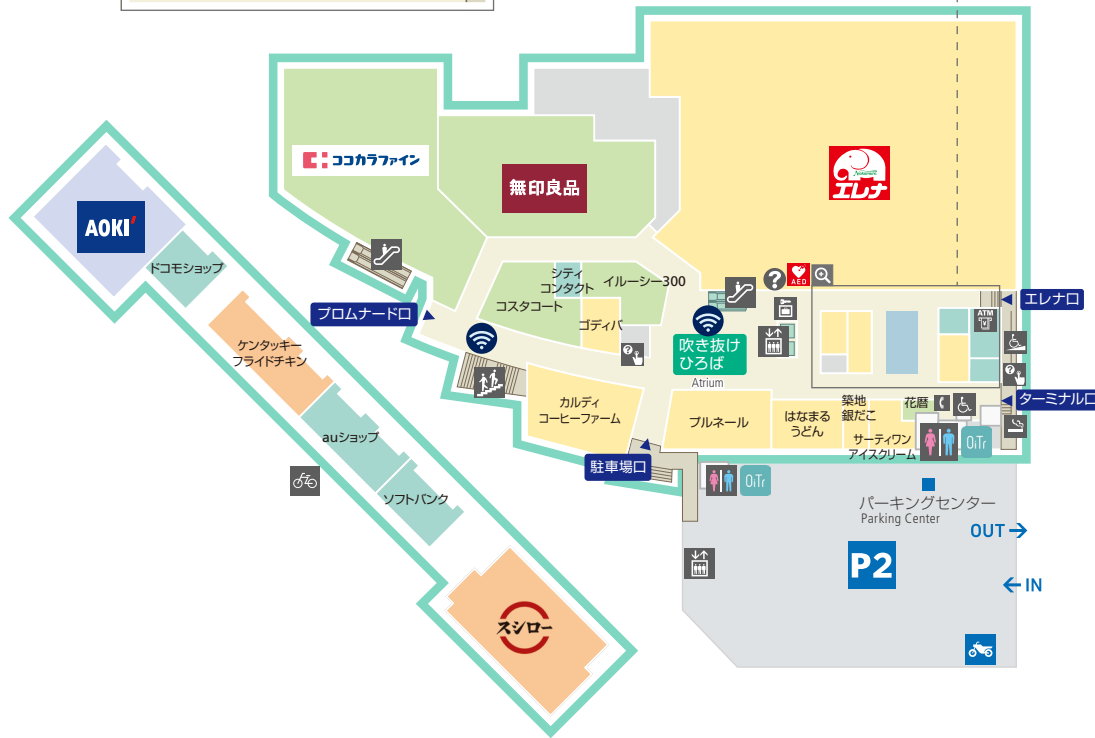 ココカラファイン
無印良品
エレナ
AOKI
ドコモショップ
シティ
コンタクト
イルーシー300
コスタコート
ゴディバ
AED
ATM
エレナ口
プロムナード口
吹き抜け
ひろば
Atrium
ケンタッキー
フライドチキン
カルディ
コーヒーファーム
プルネール
はなまる
うどん
築地
銀だこ
花暦
サーティワン
アイスクリーム
ターミナル口
auショップ
駐車場口
OiTr
OiTr
ソフトバンク
パーキングセンター
Parking Center
OUT
P2
IN
スシロー